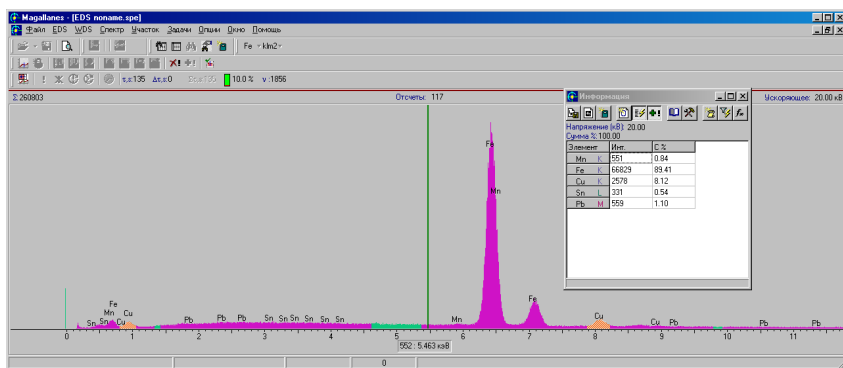 Magallanes - [EDS noname.spe]
Файл EDS WDS Спектр Участок Задачи Опции Окно Помощь
Fe klm2
τ,s:135 Δτ,s:0 Στ,s:135 10.0 % v :1856
Σ 260803 Отсчеты: 117 Ускоряющее: 20.00 кВ
Информация
Напряжение (кВ): 20.00
Сумма %: 100.00
Элемент Инт. C %
Mn K 551 0.84
Fe K 66829 89.41
Cu K 2578 8.12
Sn L 331 0.54
Pb M 559 1.10
Fe
Mn
Fe
Fe
Mn Cu
Sn Sn Cu Pb Pb Pb Sn Sn Sn Sn Sn Sn Mn Cu Cu Pb Pb Pb
0 1 2 3 4 5 6 7 8 9 10 11
552 : 5.463 кэВ
0